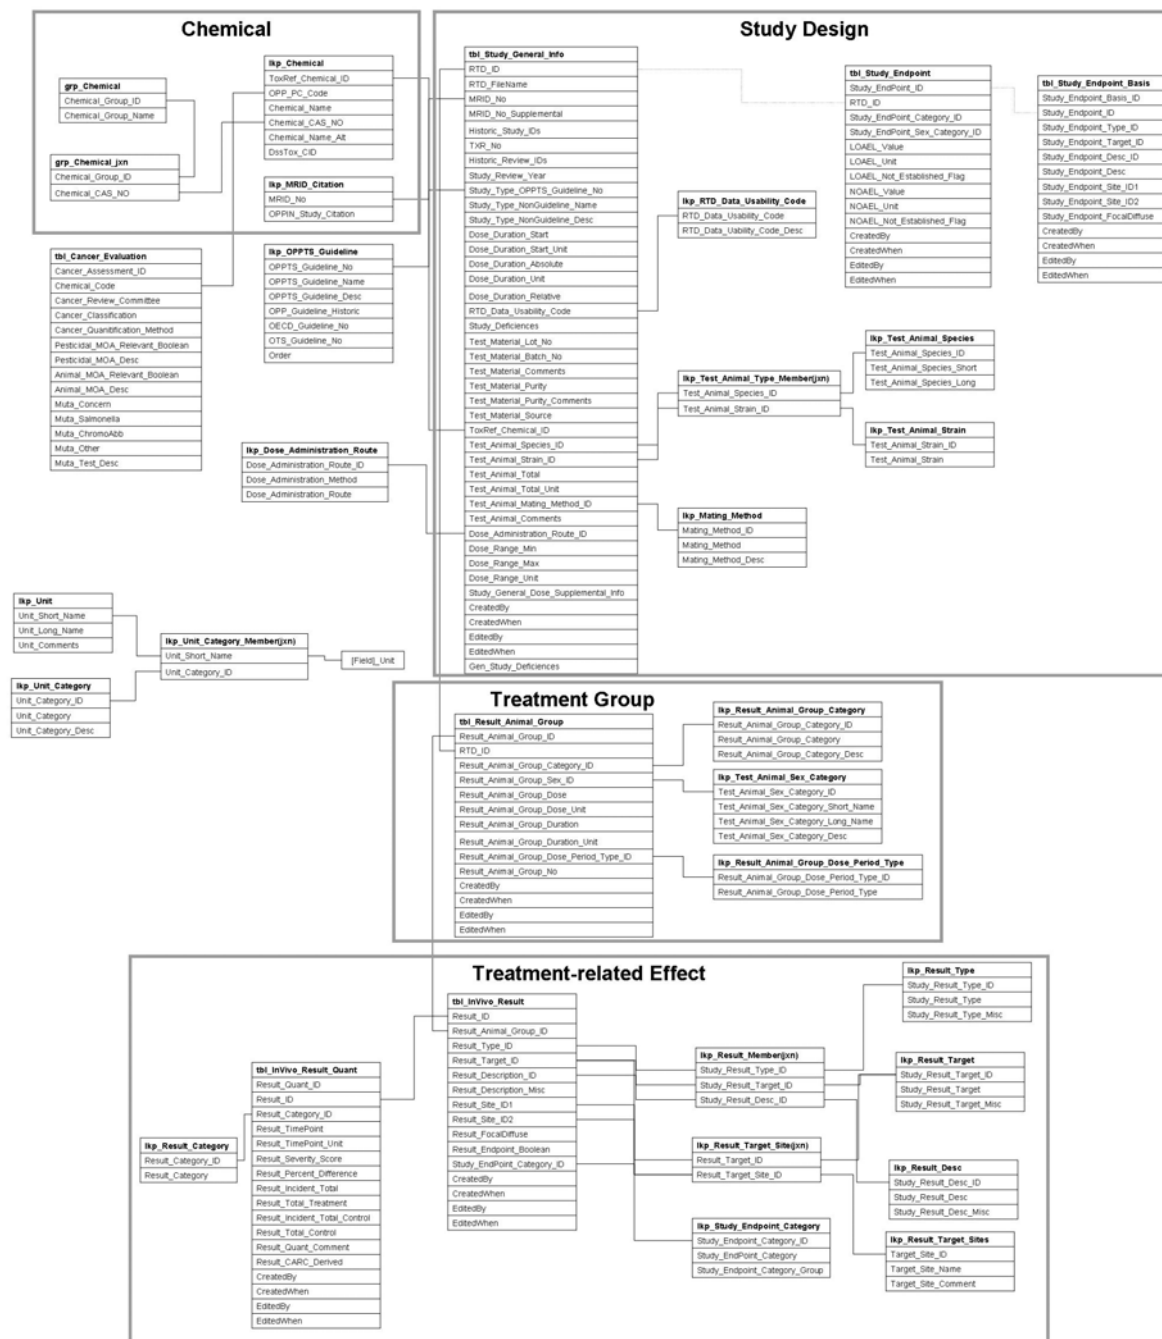 Chemical
grp_Chemical
Chemical_Group_ID
Chemical_Group_Name
grp_Chemical_jxn
Chemical_Group_ID
Chemical_CAS_NO
lkp_Chemical
ToxRef_Chemical_ID
OPP_PC_Code
Chemical_Name
Chemical_CAS_NO
Chemical_Name_Alt
DssTox_CID
lkp_MRID_Citation
MRID_No
OPPIN_Study_Citation
tbl_Cancer_Evaluation
Cancer_Assessment_ID
Chemical_Code
Cancer_Review_Committee
Cancer_Classification
Cancer_Quanitification_Method
Pesticidal_MOA_Relevant_Boolean
Pesticidal_MOA_Desc
Animal_MOA_Relevant_Boolean
Animal_MOA_Desc
Muta_Concern
Muta_Salmonella
Muta_ChromoAbb
Muta_Other
Muta_Test_Desc
lkp_OPPTS_Guideline
OPPTS_Guideline_No
OPPTS_Guideline_Name
OPPTS_Guideline_Desc
OPP_Guideline_Historic
OECD_Guideline_No
OTS_Guideline_No
Order
lkp_Dose_Administration_Route
Dose_Administration_Route_ID
Dose_Administration_Method
Dose_Administration_Route
lkp_Unit
Unit_Short_Name
Unit_Long_Name
Unit_Comments
lkp_Unit_Category
Unit_Category_ID
Unit_Category
Unit_Category_Desc
lkp_Unit_Category_Member(jxn)
Unit_Short_Name
Unit_Category_ID
[Field]_Unit
Study Design
tbl_Study_General_Info
RTD_ID
RTD_FileName
MRID_No
MRID_No_Supplemental
Historic_Study_IDs
TXR_No
Historic_Review_IDs
Study_Review_Year
Study_Type_OPPTS_Guideline_No
Study_Type_NonGuideline_Name
Study_Type_NonGuideline_Desc
Dose_Duration_Start
Dose_Duration_Start_Unit
Dose_Duration_Absolute
Dose_Duration_Unit
Dose_Duration_Relative
RTD_Data_Usability_Code
Study_Deficiences
Test_Material_Lot_No
Test_Material_Batch_No
Test_Material_Comments
Test_Material_Purity
Test_Material_Purity_Comments
Test_Material_Source
ToxRef_Chemical_ID
Test_Animal_Species_ID
Test_Animal_Strain_ID
Test_Animal_Total
Test_Animal_Total_Unit
Test_Animal_Mating_Method_ID
Test_Animal_Comments
Dose_Administration_Route_ID
Dose_Range_Min
Dose_Range_Max
Dose_Range_Unit
Study_General_Dose_Supplemental_Info
CreatedBy
CreatedWhen
EditedBy
EditedWhen
Gen_Study_Deficiences
lkp_RTD_Data_Usability_Code
RTD_Data_Usability_Code
RTD_Data_Uability_Code_Desc
tbl_Study_Endpoint
Study_EndPoint_ID
RTD_ID
Study_EndPoint_Category_ID
Study_EndPoint_Sex_Category_ID
LOAEL_Value
LOAEL_Unit
LOAEL_Not_Established_Flag
NOAEL_Value
NOAEL_Unit
NOAEL_Not_Established_Flag
CreatedBy
CreatedWhen
EditedBy
EditedWhen
tbl_Study_Endpoint_Basis
Study_Endpoint_Basis_ID
Study_Endpoint_ID
Study_Endpoint_Type_ID
Study_Endpoint_Target_ID
Study_Endpoint_Desc_ID
Study_Endpoint_Desc
Study_Endpoint_Site_ID1
Study_Endpoint_Site_ID2
Study_Endpoint_FocalDiffuse
CreatedBy
CreatedWhen
EditedBy
EditedWhen
lkp_Test_Animal_Type_Member(jxn)
Test_Animal_Species_ID
Test_Animal_Strain_ID
lkp_Test_Animal_Species
Test_Animal_Species_ID
Test_Animal_Species_Short
Test_Animal_Species_Long
lkp_Test_Animal_Strain
Test_Animal_Strain_ID
Test_Animal_Strain
lkp_Mating_Method
Mating_Method_ID
Mating_Method
Mating_Method_Desc
Treatment Group
tbl_Result_Animal_Group
Result_Animal_Group_ID
RTD_ID
Result_Animal_Group_Category_ID
Result_Animal_Group_Sex_ID
Result_Animal_Group_Dose
Result_Animal_Group_Dose_Unit
Result_Animal_Group_Duration
Result_Animal_Group_Duration_Unit
Result_Animal_Group_Dose_Period_Type_ID
Result_Animal_Group_No
CreatedBy
CreatedWhen
EditedBy
EditedWhen
lkp_Result_Animal_Group_Category
Result_Animal_Group_Category_ID
Result_Animal_Group_Category
Result_Animal_Group_Category_Desc
lkp_Test_Animal_Sex_Category
Test_Animal_Sex_Category_ID
Test_Animal_Sex_Category_Short_Name
Test_Animal_Sex_Category_Long_Name
Test_Animal_Sex_Category_Desc
lkp_Result_Animal_Group_Dose_Period_Type
Result_Animal_Group_Dose_Period_Type_ID
Result_Animal_Group_Dose_Period_Type
Treatment-related Effect
lkp_Result_Category
Result_Category_ID
Result_Category
tbl_InVivo_Result_Quant
Result_Quant_ID
Result_ID
Result_Category_ID
Result_TimePoint
Result_TimePoint_Unit
Result_Severity_Score
Result_Percent_Difference
Result_Incident_Total
Result_Total_Treatment
Result_Incident_Total_Control
Result_Total_Control
Result_Quant_Comment
Result_CARC_Derived
CreatedBy
CreatedWhen
EditedBy
EditedWhen
tbl_InVivo_Result
Result_ID
Result_Animal_Group_ID
Result_Type_ID
Result_Target_ID
Result_Description_ID
Result_Description_Misc
Result_Site_ID1
Result_Site_ID2
Result_FocalDiffuse
Result_Endpoint_Boolean
Study_EndPoint_Category_ID
CreatedBy
CreatedWhen
EditedBy
EditedWhen
lkp_Result_Member(jxn)
Study_Result_Type_ID
Study_Result_Target_ID
Study_Result_Desc_ID
lkp_Result_Target_Site(jxn)
Result_Target_ID
Result_Target_Site_ID
lkp_Study_Endpoint_Category
Study_Endpoint_Category_ID
Study_EndPoint_Category
Study_Endpoint_Category_Group
lkp_Result_Type
Study_Result_Type_ID
Study_Result_Type
Study_Result_Type_Misc
lkp_Result_Target
Study_Result_Target_ID
Study_Result_Target
Study_Result_Target_Misc
lkp_Result_Desc
Study_Result_Desc_ID
Study_Result_Desc
Study_Result_Desc_Misc
lkp_Result_Target_Sites
Target_Site_ID
Target_Site_Name
Target_Site_Comment